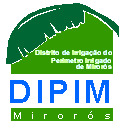 Distrito de Irrigação do
Perímetro Irrigado
de Mirorós
DIPIM
Mirorós